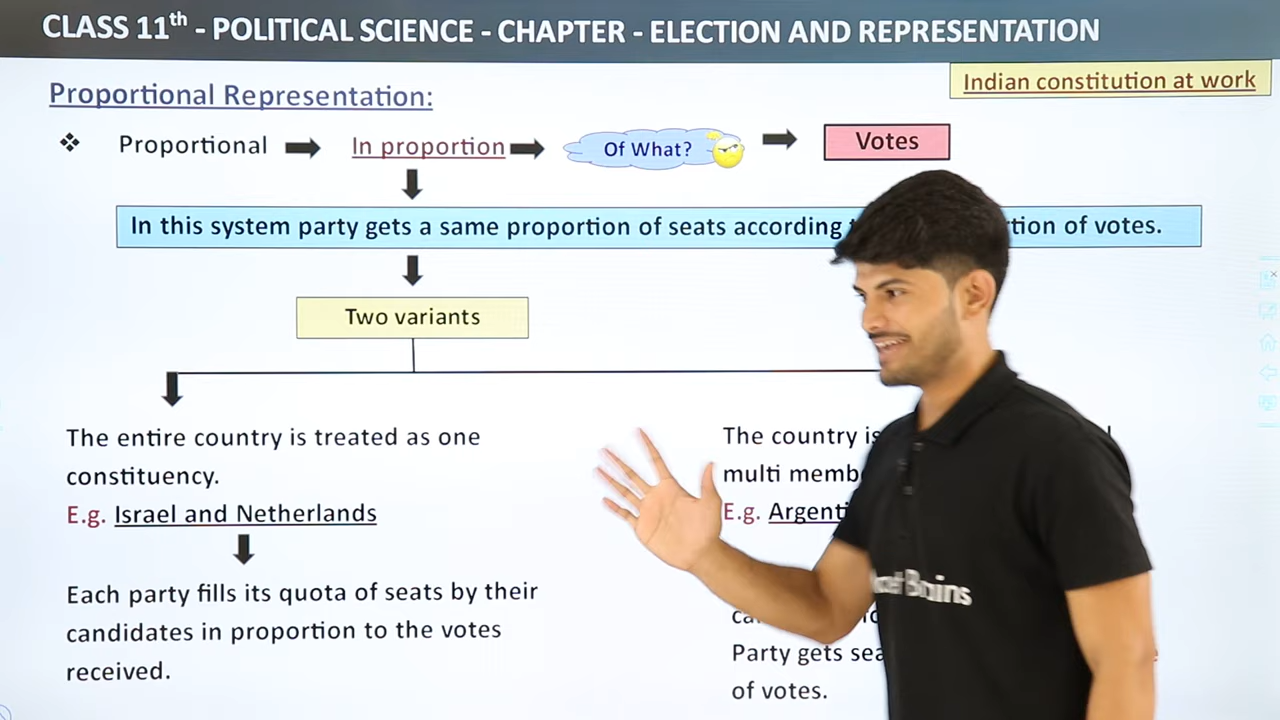 CLASS 11th - POLITICAL SCIENCE - CHAPTER - ELECTION AND REPRESENTATION
Indian constitution at work
Proportional Representation:
❖ Proportional In proportion Of What? Votes
In this system party gets a same proportion of seats according tion of votes.
Two variants
The entire country is treated as one
constituency.
E.g. Israel and Netherlands
Each party fills its quota of seats by their
candidates in proportion to the votes
received.
The country is
multi memb
E.g. Argenti
Party gets sea
of votes.
Brains